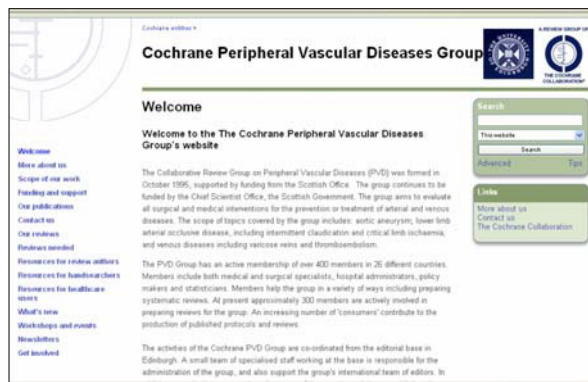 Cochrane entities
Cochrane Peripheral Vascular Diseases Group
A REVIEW GROUP OF
THE COCHRANE
COLLABORATION®
Welcome
More about us
Scope of our work
Funding and support
Our publications
Contact us
Our reviews
Reviews needed
Resources for review authors
Resources for handsearchers
Resources for healthcare
users
What's new
Workshops and events
Newsletters
Get involved
Welcome
Welcome to the The Cochrane Peripheral Vascular Diseases
Group's website
The Collaborative Review Group on Peripheral Vascular Diseases (PVD) was formed in
October 1995, supported by funding from the Scottish Office. The group continues to be
funded by the Chief Scientist Office, the Scottish Government. The group aims to evaluate
all surgical and medical interventions for the prevention or treatment of arterial and venous
diseases. The scope of topics covered by the group includes: aortic aneurysm; lower limb
arterial occlusive disease, including intermittent claudication and critical limb ischaemia;
and venous diseases including varicose veins and thromboembolism.
The PVD Group has an active membership of over 400 members in 26 different countries.
Members include both medical and surgical specialists, hospital administrators, policy
makers and statisticians. Members help the group in a variety of ways including preparing
systematic reviews. At present approximately 300 members are actively involved in
preparing reviews for the group. An increasing number of 'consumers' contribute to the
production of published protocols and reviews.
The activities of the Cochrane PVD Group are co-ordinated from the editorial base in
Edinburgh. A small team of specialised staff working at the base is responsible for the
administration of the group, and also support the group's international team of editors. In
Search
This website
Search
Advanced
Tips
Links
More about us
Contact us
The Cochrane Collaboration